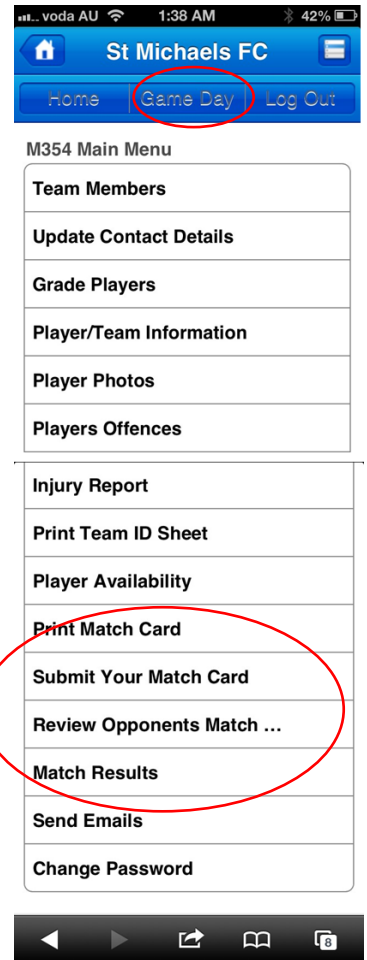 voda AU 1:38 AM 42%
St Michaels FC
Home Game Day Log Out
M354 Main Menu
Team Members
Update Contact Details
Grade Players
Player/Team Information
Player Photos
Players Offences
Injury Report
Print Team ID Sheet
Player Availability
Print Match Card
Submit Your Match Card
Review Opponents Match ...
Match Results
Send Emails
Change Password
8